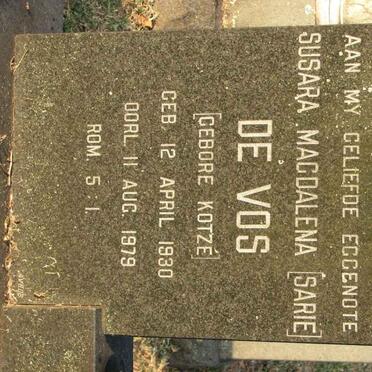 AAN MY GELIEFDE EGGENOTE
SUSARA MAGDALENA [SARIE]
DE VOS
[GEBORE KOTZÉ]
GEB. 12 APRIL 1930
OORL. 11 AUG. 1979
ROM. 5:1.